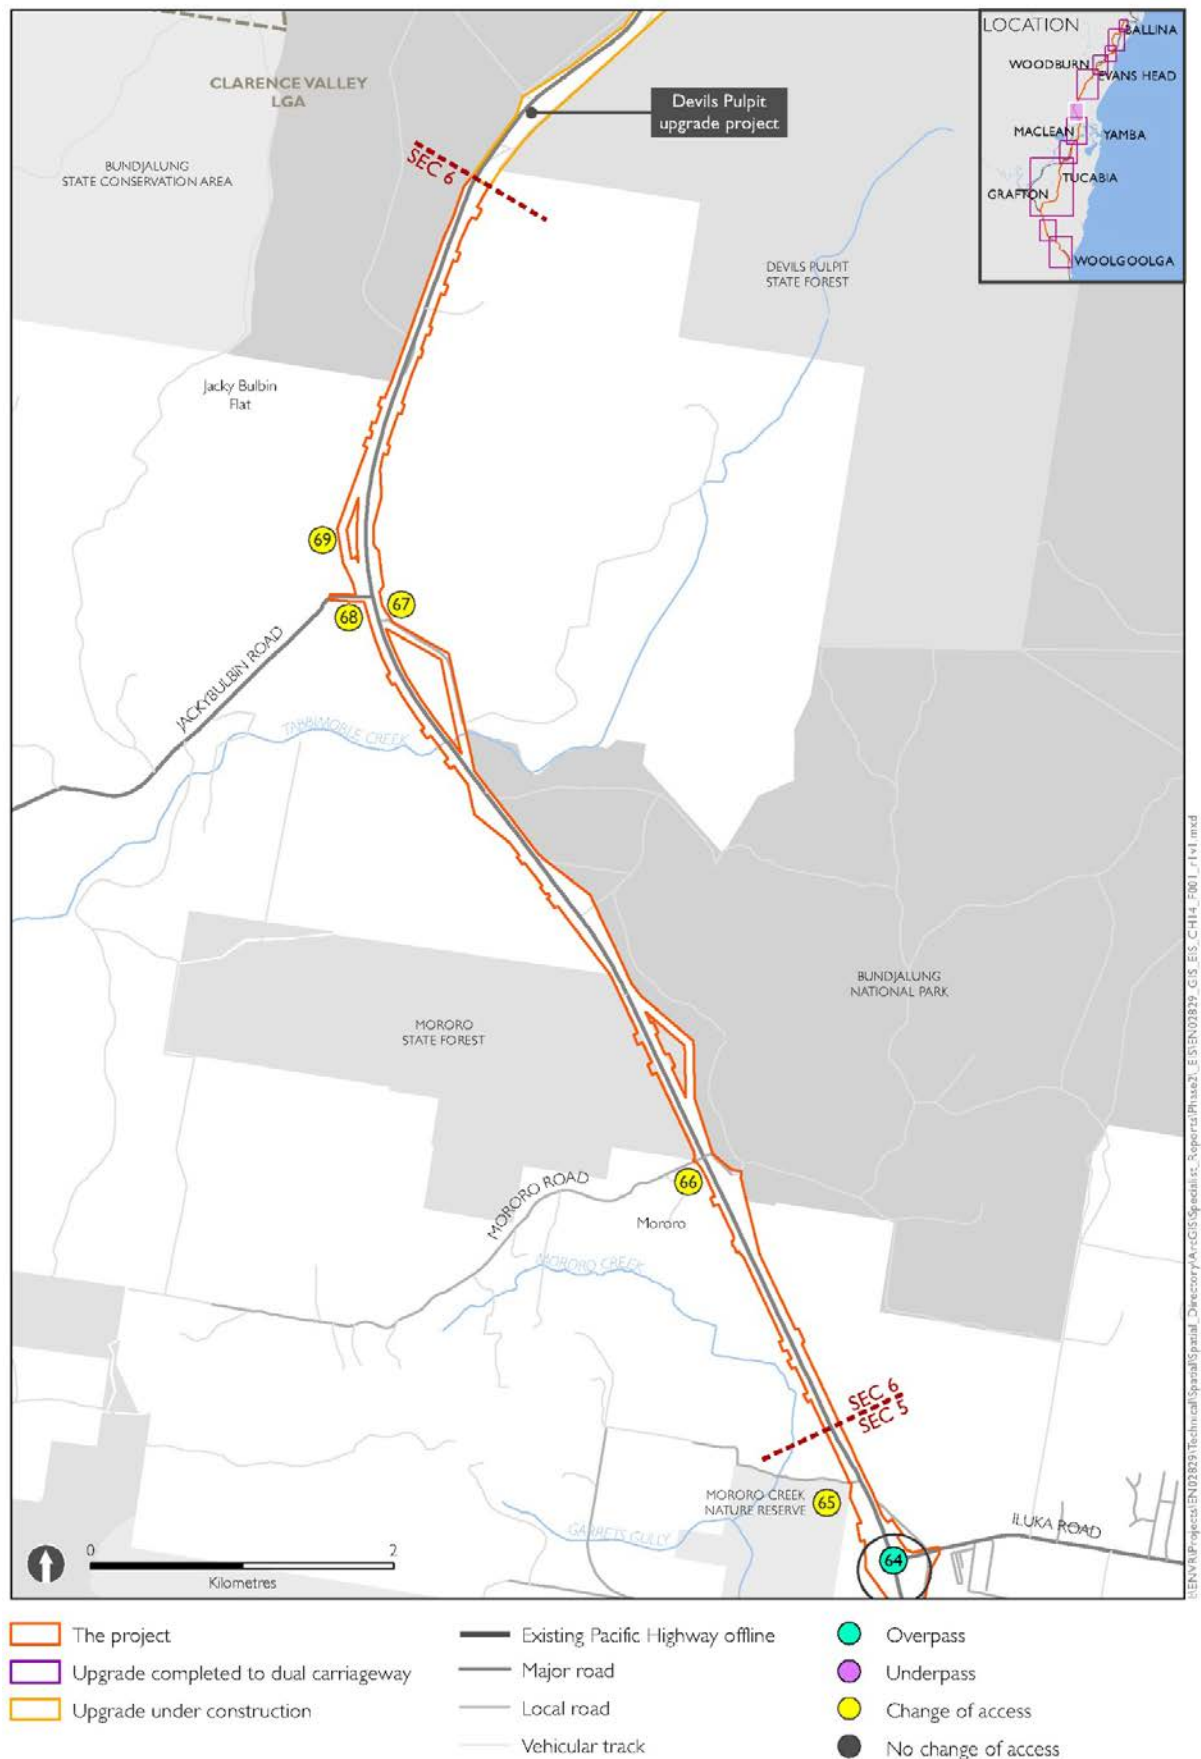 LOCATION
BALLINA
WOODBURN
EVANS HEAD
MACLEAN
YAMBA
TUCABIA
GRAFTON
WOOLGOOLGA
CLARENCE VALLEY
LGA
Devils Pulpit
upgrade project
BUNDJALUNG
STATE CONSERVATION AREA
SEC 6
DEVILS PULPIT
STATE FOREST
Jacky Bulbin
Flat
69
67
68
JACKYBULBIN ROAD
TABBIMOBLE CREEK
BUNDJALUNG
NATIONAL PARK
MORORO
STATE FOREST
MORORO ROAD
66
Mororo
MORORO CREEK
SEC 6
SEC 5
MORORO CREEK
NATURE RESERVE
65
GARRETS GULLY
ILUKA ROAD
64
0
2
Kilometres
The project
Upgrade completed to dual carriageway
Upgrade under construction
Existing Pacific Highway offline
Major road
Local road
Vehicular track
Overpass
Underpass
Change of access
No change of access